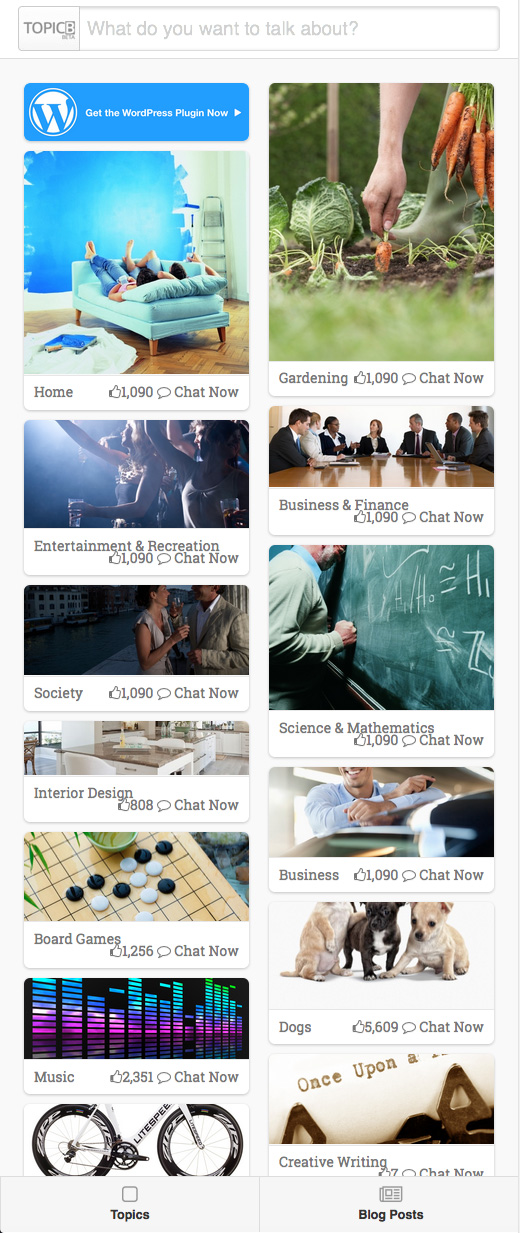 TOPICB
BETA
What do you want to talk about?
Get the WordPress Plugin Now
Home 1,090 Chat Now
Entertainment & Recreation
1,090 Chat Now
Society 1,090 Chat Now
Interior Design
808 Chat Now
Board Games
1,256 Chat Now
Music 2,351 Chat Now
LITESPEED
Gardening 1,090 Chat Now
Business & Finance
1,090 Chat Now
H₁/H₀ ≅ H₁
≅ Z
Science & Mathematics
1,090 Chat Now
Business 1,090 Chat Now
Dogs 5,609 Chat Now
Once Upon a
Creative Writing
7 Chat Now
Topics
Blog Posts